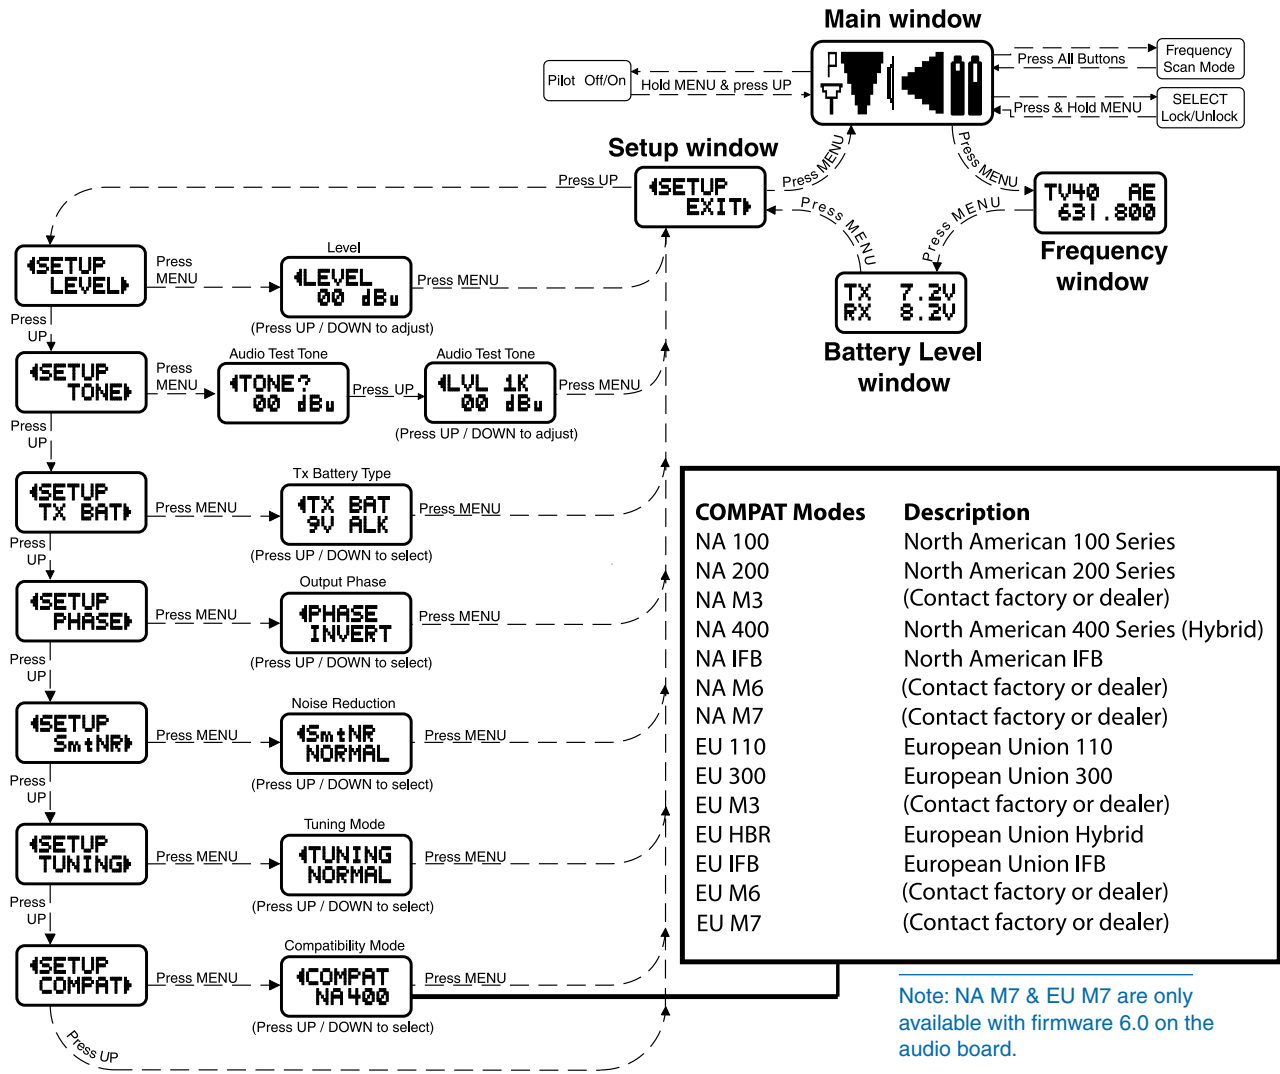 Main window
Pilot Off/On
Hold MENU & press UP
Press All Buttons
Frequency
Scan Mode
Press & Hold MENU
SELECT
Lock/Unlock
Setup window
Press UP
SETUP
EXIT
Press MENU
Press MENU
TV40 AE
631.800
Frequency
window
Press MENU
Press MENU
TX 7.2V
RX 8.2V
Battery Level
window
SETUP
LEVEL
Press
MENU
Level
LEVEL
00 dBu
Press MENU
(Press UP / DOWN to adjust)
Press
UP
SETUP
TONE
Press
MENU
Audio Test Tone
TONE?
00 dBu
Press UP
Audio Test Tone
LVL 1K
00 dBu
Press MENU
(Press UP / DOWN to adjust)
Press
UP
SETUP
TX BAT
Press MENU
Tx Battery Type
TX BAT
9V ALK
Press MENU
(Press UP / DOWN to select)
Press
UP
SETUP
PHASE
Press MENU
Output Phase
PHASE
INVERT
Press MENU
(Press UP / DOWN to select)
Press
UP
SETUP
SmtNR
Press MENU
Noise Reduction
SmtNR
NORMAL
Press MENU
(Press UP / DOWN to select)
Press
UP
SETUP
TUNING
Press MENU
Tuning Mode
TUNING
NORMAL
Press MENU
(Press UP / DOWN to select)
Press
UP
SETUP
COMPAT
Press MENU
Compatibility Mode
COMPAT
NA400
Press MENU
(Press UP / DOWN to select)
Press UP
COMPAT Modes Description
NA 100 North American 100 Series
NA 200 North American 200 Series
NA M3 (Contact factory or dealer)
NA 400 North American 400 Series (Hybrid)
NA IFB North American IFB
NA M6 (Contact factory or dealer)
NA M7 (Contact factory or dealer)
EU 110 European Union 110
EU 300 European Union 300
EU M3 (Contact factory or dealer)
EU HBR European Union Hybrid
EU IFB European Union IFB
EU M6 (Contact factory or dealer)
EU M7 (Contact factory or dealer)
Note: NA M7 & EU M7 are only
available with firmware 6.0 on the
audio board.